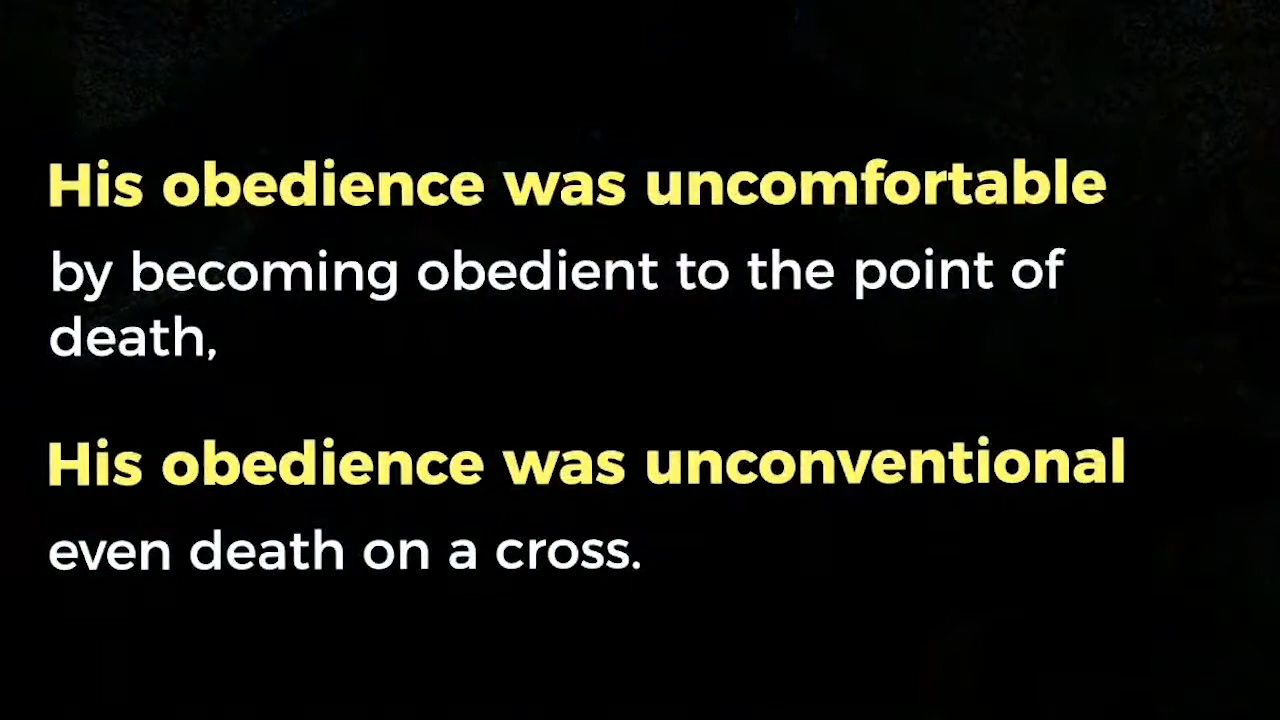 His obedience was uncomfortable
by becoming obedient to the point of
death,
His obedience was unconventional
even death on a cross.